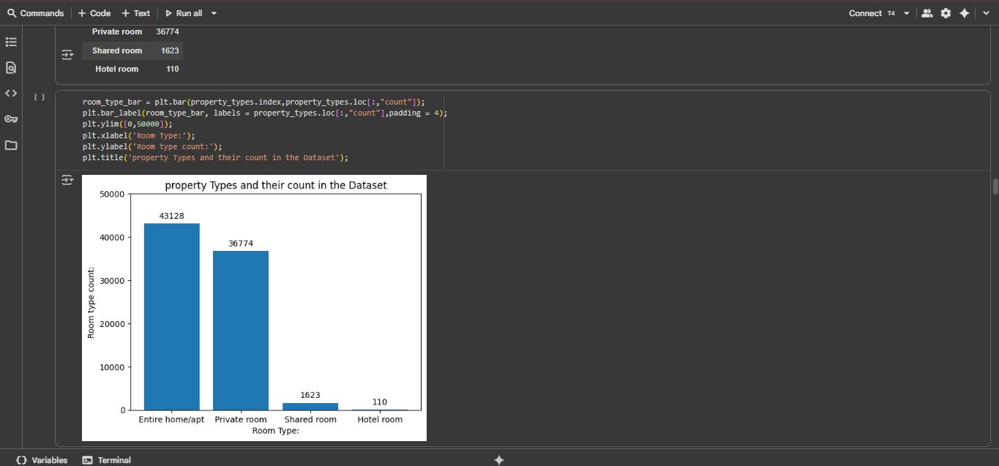 Commands + Code + Text Run all
Connect T4
Private room 36774
Shared room 1623
Hotel room 110
[ ]
room_type_bar = plt.bar(property_types.index,property_types.loc[:,"count"]);
plt.bar_label(room_type_bar, labels = property_types.loc[:,"count"],padding = 4);
plt.ylim([0,50000]);
plt.xlabel('Room Type:');
plt.ylabel('Room type count:');
plt.title('property Types and their count in the Dataset');
property Types and their count in the Dataset
50000
40000
30000
20000
10000
0
Room type count:
43128
36774
1623
110
Entire home/apt Private room Shared room Hotel room
Room Type:
Variables Terminal